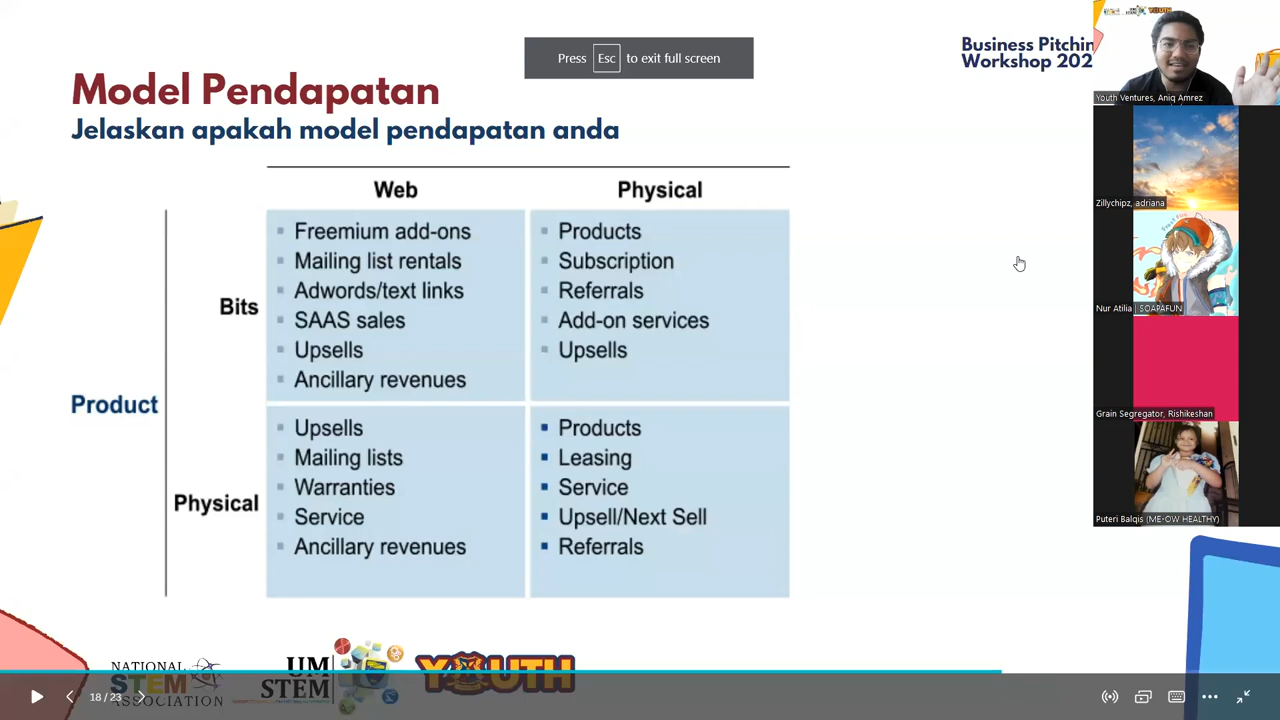 Press Esc to exit full screen
Business Pitchin
Workshop 202
Model Pendapatan
Jelaskan apakah model pendapatan anda
Web
Physical
Product
Bits
Freemium add-ons
Mailing list rentals
Adwords/text links
SAAS sales
Upsells
Ancillary revenues
Products
Subscription
Referrals
Add-on services
Upsells
Physical
Upsells
Mailing lists
Warranties
Service
Ancillary revenues
Products
Leasing
Service
Upsell/Next Sell
Referrals
Youth Ventures, Aniq Amrez
Zillychipz, adriana
Nur Atilia | SOAPAFUN
Grain Segregator, Rishikeshan
Puteri Balqis (ME-OW HEALTHY)
NATIONAL
STEM
ASSOCIATION
UM
STEM
YOUTH
18 / 23